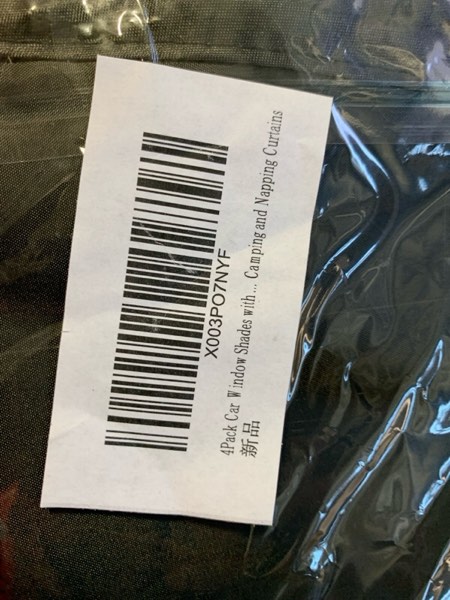 X003PO7NYF
4Pack Car Window Shades with... Camping and Napping Curtains
新品